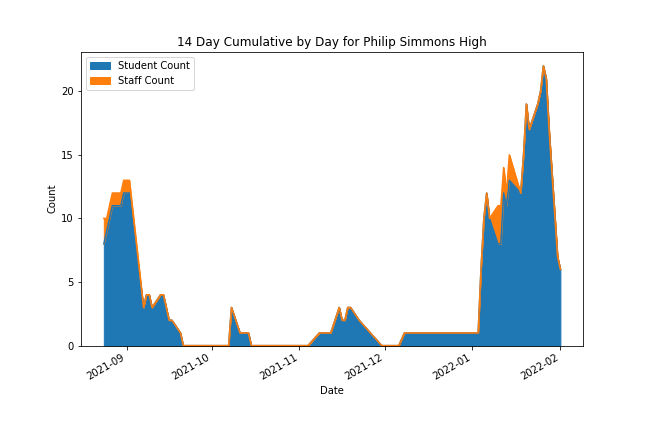 14 Day Cumulative by Day for Philip Simmons High
Student Count
Staff Count
20
15
10
5
0
Count
2021-09
2021-10
2021-11
2021-12
2022-01
2022-02
Date